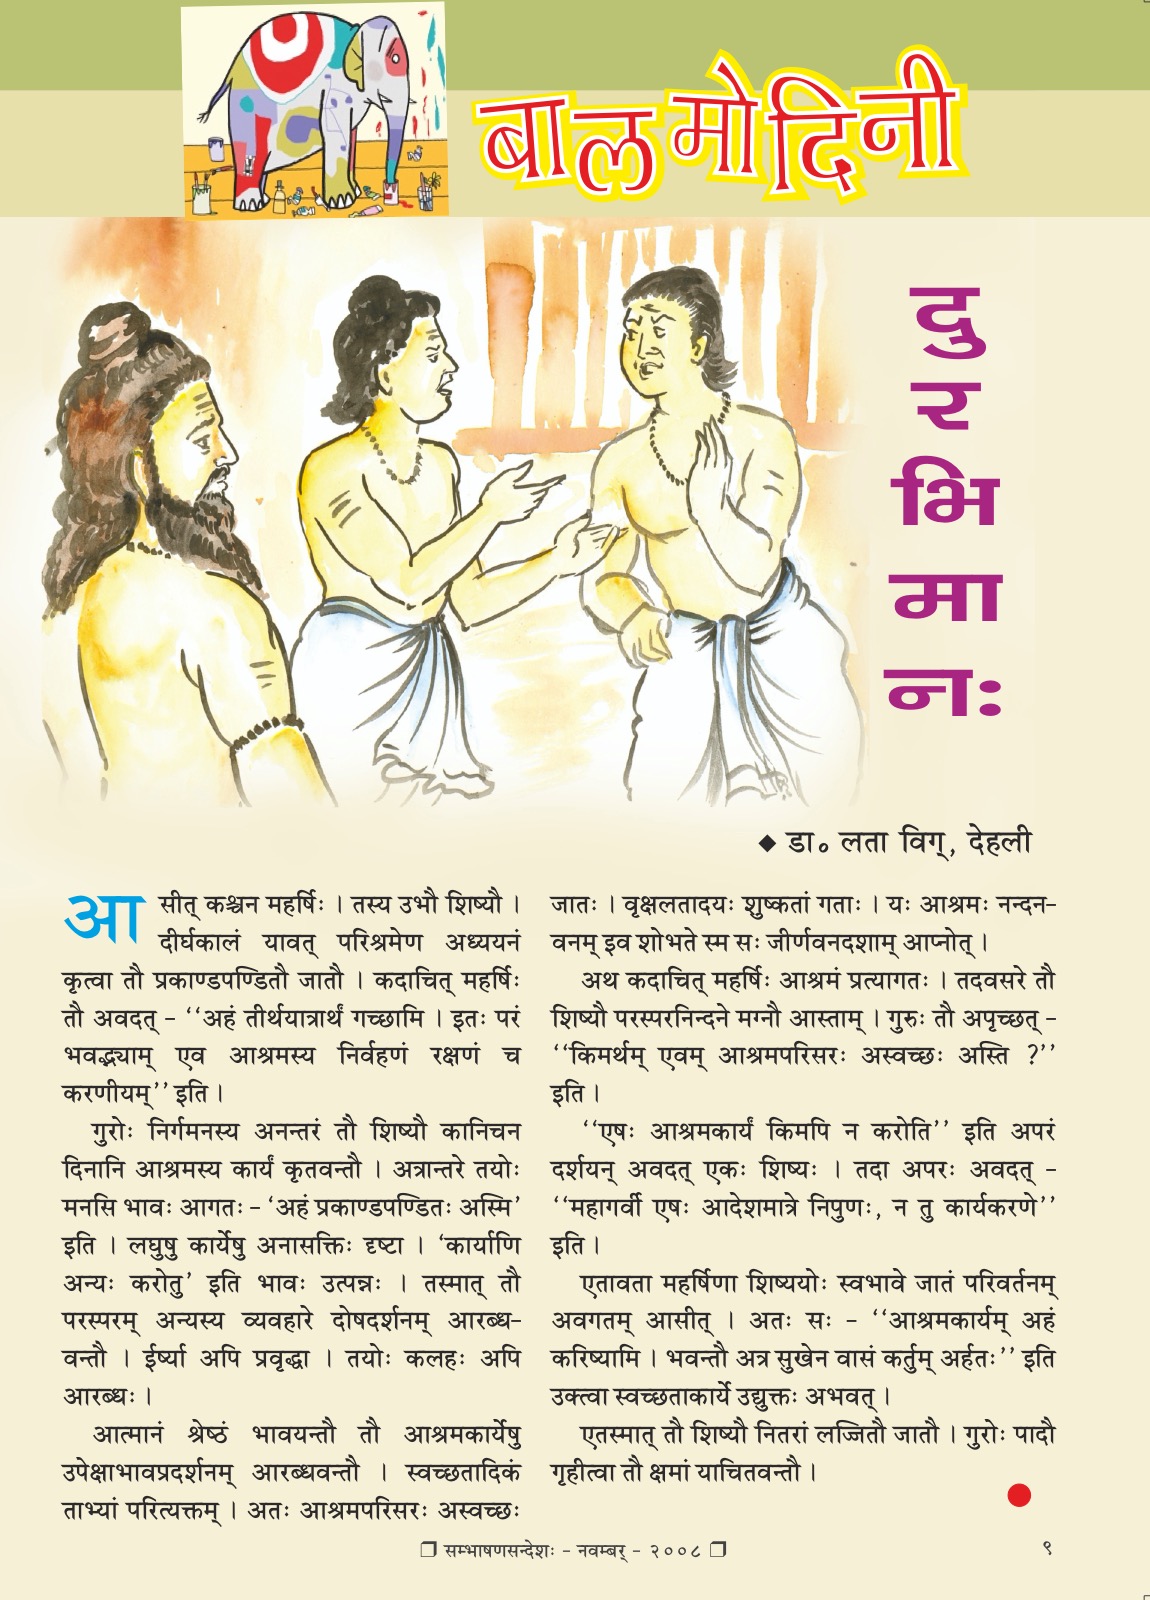 बालमोदिनी
दुरभिमानः
◆ डा० लता विग्, देहली
आसीत् कश्चन महर्षिः । तस्य उभौ शिष्यौ ।
दीर्घकालं यावत् परिश्रमेण अध्ययनं
कृत्वा तौ प्रकाण्डपण्डितौ जातौ । कदाचित् महर्षिः
तौ अवदत् – ‘‘अहं तीर्थयात्रार्थं गच्छामि । इतः परं
भवद्भ्याम् एव आश्रमस्य निर्वहणं रक्षणं च
करणीयम्’’ इति ।
गुरोः निर्गमनस्य अनन्तरं तौ शिष्यौ कानिचन
दिनानि आश्रमस्य कार्यं कृतवन्तौ । अत्रान्तरे तयोः
मनसि भावः आगतः – ‘अहं प्रकाण्डपण्डितः अस्मि’
इति । लघुषु कार्येषु अनासक्तिः दृष्टा । ‘कार्याणि
अन्यः करोतु’ इति भावः उत्पन्नः । तस्मात् तौ
परस्परम् अन्यस्य व्यवहारे दोषदर्शनम् आरब्ध–
वन्तौ । ईर्ष्या अपि प्रवृद्धा । तयोः कलहः अपि
आरब्धः ।
आत्मानं श्रेष्ठं भावयन्तौ तौ आश्रमकार्येषु
उपेक्षाभावप्रदर्शनम् आरब्धवन्तौ । स्वच्छतादिकं
ताभ्यां परित्यक्तम् । अतः आश्रमपरिसरः अस्वच्छः
जातः । वृक्षलतादयः शुष्कतां गताः । यः आश्रमः नन्दन–
वनम् इव शोभते स्म सः जीर्णवनदशाम् आप्नोत् ।
अथ कदाचित् महर्षिः आश्रमं प्रत्यागतः । तदवसरे तौ
शिष्यौ परस्परनिन्दने मग्नौ आस्ताम् । गुरुः तौ अपृच्छत् –
‘‘किमर्थम् एवम् आश्रमपरिसरः अस्वच्छः अस्ति ?’’
इति ।
‘‘एषः आश्रमकार्यं किमपि न करोति’’ इति अपरं
दर्शयन् अवदत् एकः शिष्यः । तदा अपरः अवदत् –
‘‘महागर्वी एषः आदेशमात्रे निपुणः, न तु कार्यकरणे’’
इति ।
एतावता महर्षिणा शिष्ययोः स्वभावे जातं परिवर्तनम्
अवगतम् आसीत् । अतः सः – ‘‘आश्रमकार्यम् अहं
करिष्यामि । भवन्तौ अत्र सुखेन वासं कर्तुम् अर्हतः’’ इति
उक्त्वा स्वच्छताकार्ये उद्युक्तः अभवत् ।
एतस्मात् तौ शिष्यौ नितरां लज्जितौ जातौ । गुरोः पादौ
गृहीत्वा तौ क्षमां याचितवन्तौ ।
❐ सम्भाषणसन्देशः – नवम्बर् – २००८ ❐
९